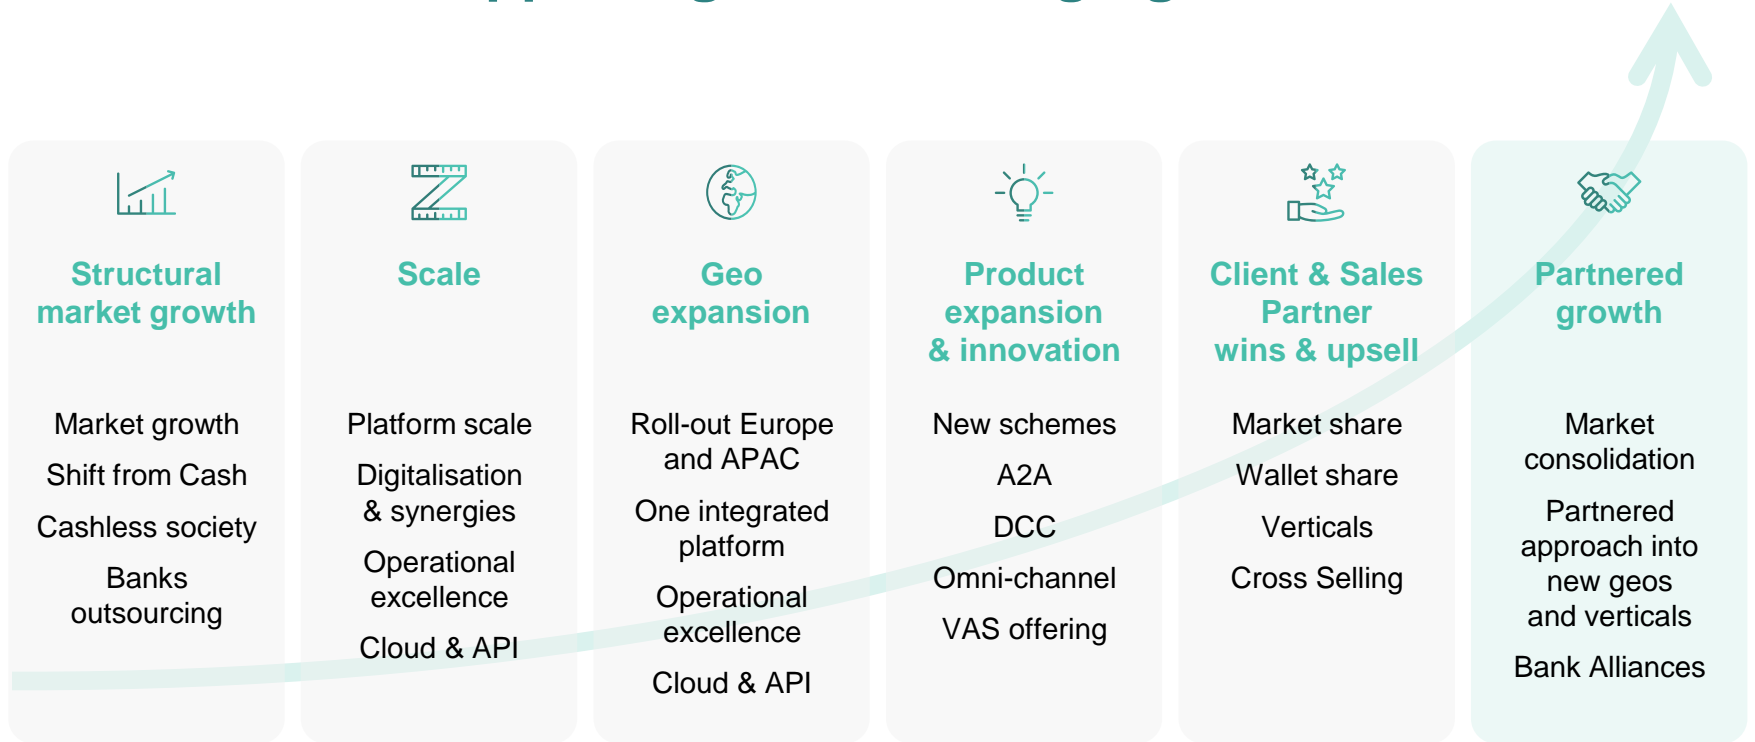 Structural
market growth
Market growth
Shift from Cash
Cashless society
Banks
outsourcing
Scale
Platform scale
Digitalisation
& synergies
Operational
excellence
Cloud & API
Geo
expansion
Roll-out Europe
and APAC
One integrated
platform
Operational
excellence
Cloud & API
Product
expansion
& innovation
New schemes
A2A
DCC
Omni-channel
VAS offering
Client & Sales
Partner
wins & upsell
Market share
Wallet share
Verticals
Cross Selling
Partnered
growth
Market
consolidation
Partnered
approach into
new geos
and verticals
Bank Alliances